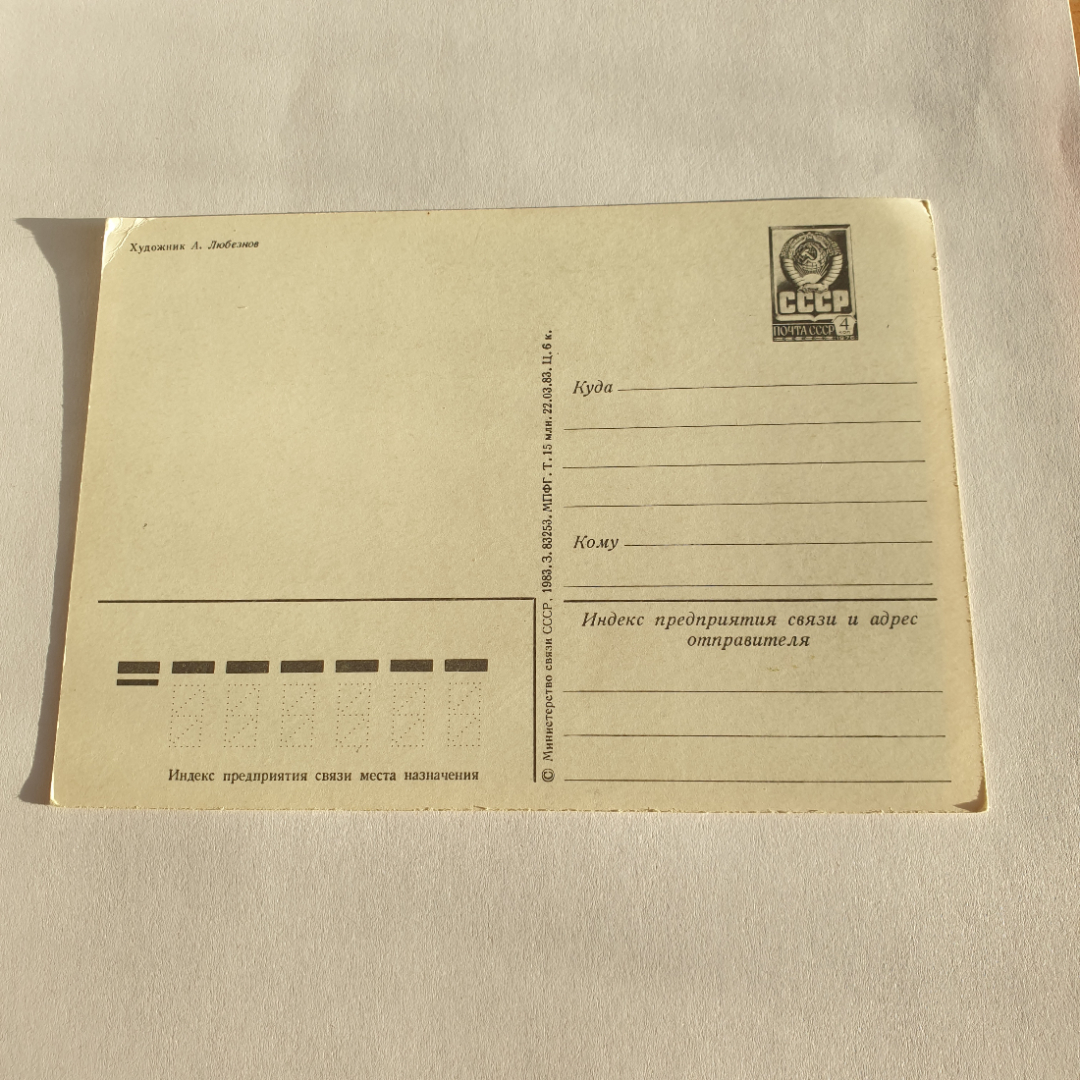 Художник А. Любезнов
СССР
ПОЧТА СССР 4
© Министерство связи СССР, 1983. З. 83253. МПФГ. Т. 15 млн. 22.03.83. Ц. 6 к.
Куда
Кому
Индекс предприятия связи и адрес
отправителя
Индекс предприятия связи места назначения